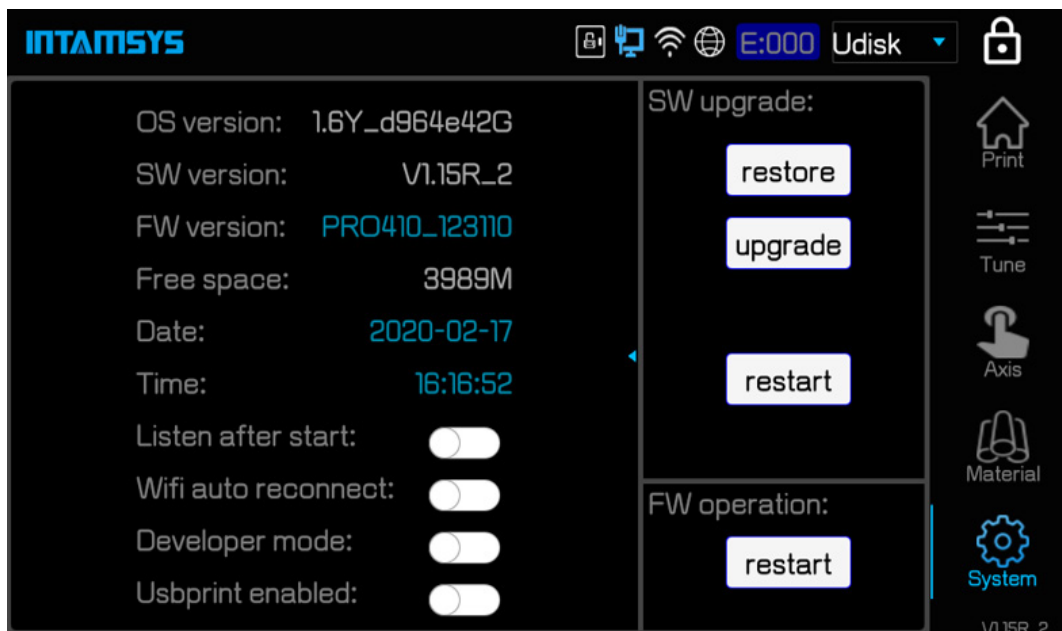 INTAMSYS
E:000 Udisk
OS version: 1.6Y_d964e42G
SW version: V1.15R_2
FW version: PRO410_123110
Free space: 3989M
Date: 2020-02-17
Time: 16:16:52
Listen after start:
Wifi auto reconnect:
Developer mode:
Usbprint enabled:
SW upgrade:
restore
upgrade
restart
FW operation:
restart
Print
Tune
Axis
Material
System
V1.15R_2